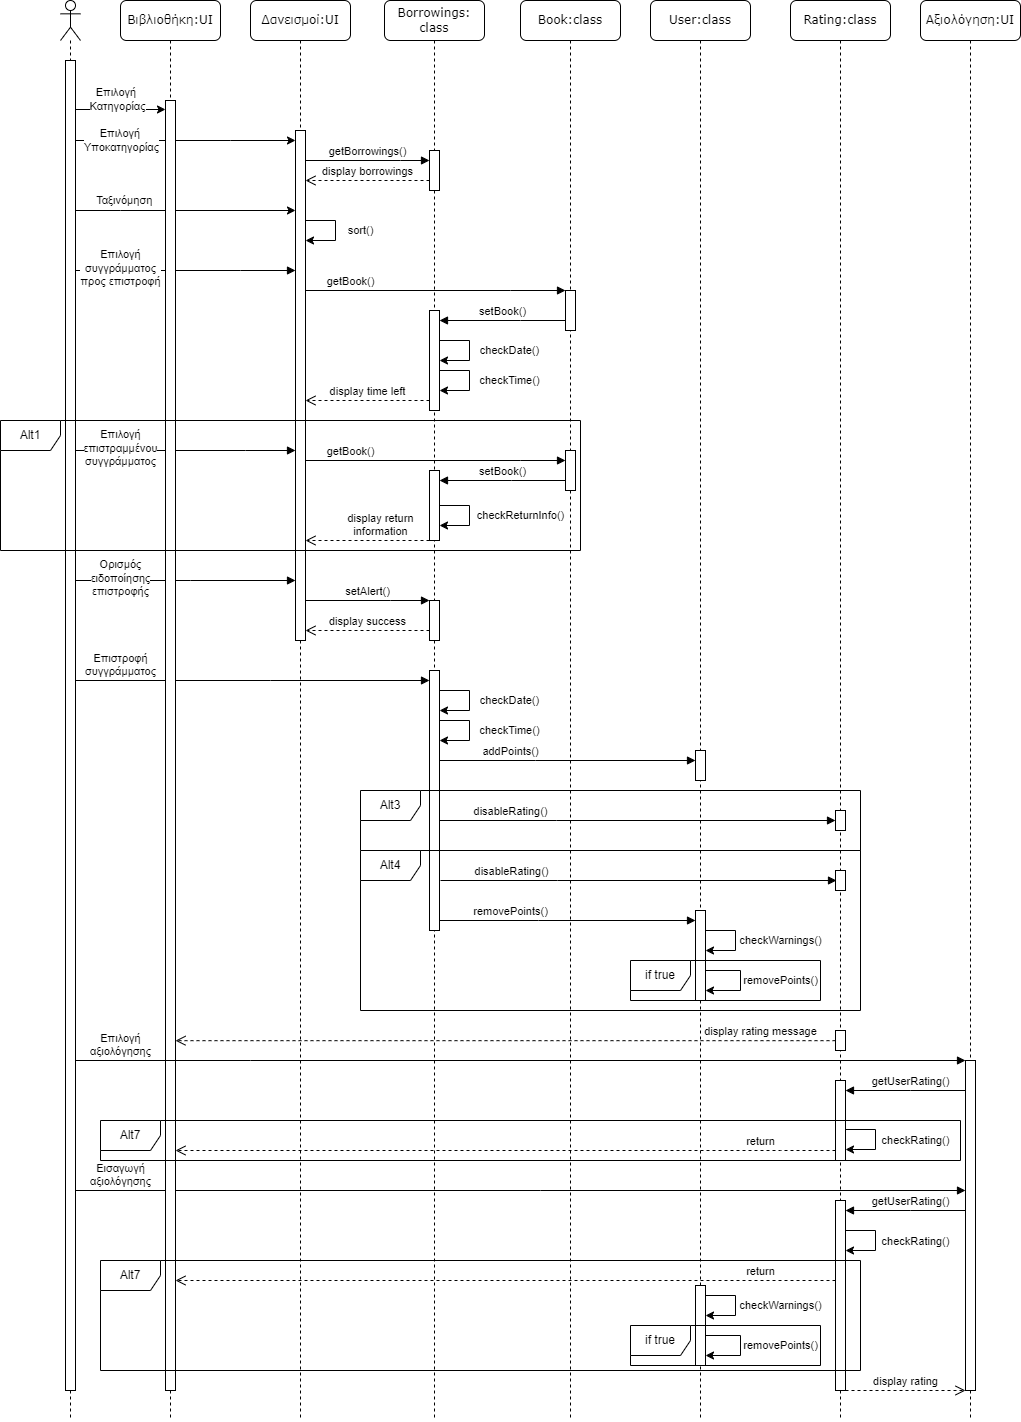 Βιβλιοθήκη:UI
Δανεισμοί:UI
Borrowings:
class
Book:class
User:class
Rating:class
Αξιολόγηση:UI
Επιλογή
Κατηγορίας
Επιλογή
Υποκατηγορίας
getBorrowings()
display borrowings
Ταξινόμηση
sort()
Επιλογή
συγγράμματος
προς επιστροφή
getBook()
setBook()
checkDate()
checkTime()
display time left
Alt1
Επιλογή
επιστραμμένου
συγγράμματος
getBook()
setBook()
checkReturnInfo()
display return
information
Ορισμός
ειδοποίησης
επιστροφής
setAlert()
display success
Επιστροφή
συγγράμματος
checkDate()
checkTime()
addPoints()
Alt3
disableRating()
Alt4
disableRating()
removePoints()
checkWarnings()
if true
removePoints()
display rating message
Επιλογή
αξιολόγησης
getUserRating()
Alt7
checkRating()
return
Εισαγωγή
αξιολόγησης
getUserRating()
checkRating()
Alt7
return
checkWarnings()
if true
removePoints()
display rating